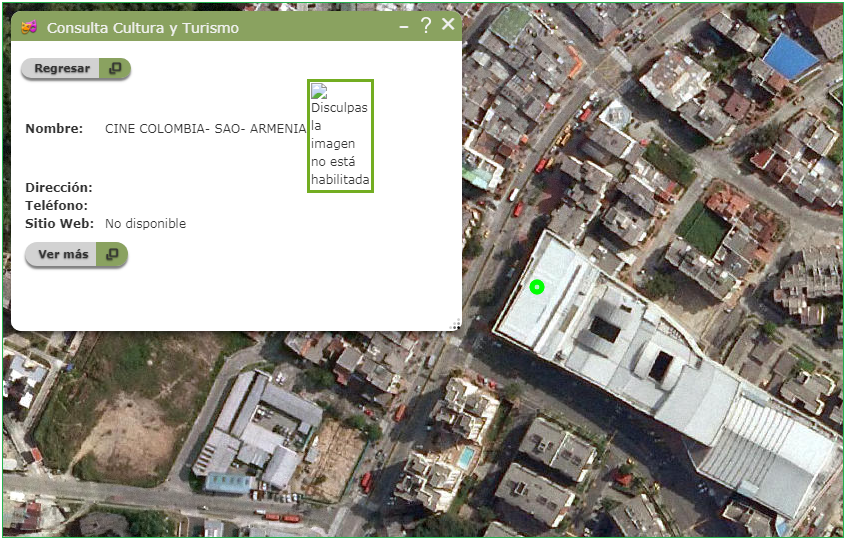 Consulta Cultura y Turismo – ? ×
Regresar
Nombre: CINE COLOMBIA- SAO- ARMENIA
Disculpas
la
imagen
no está
habilitada
Dirección:
Teléfono:
Sitio Web: No disponible
Ver más